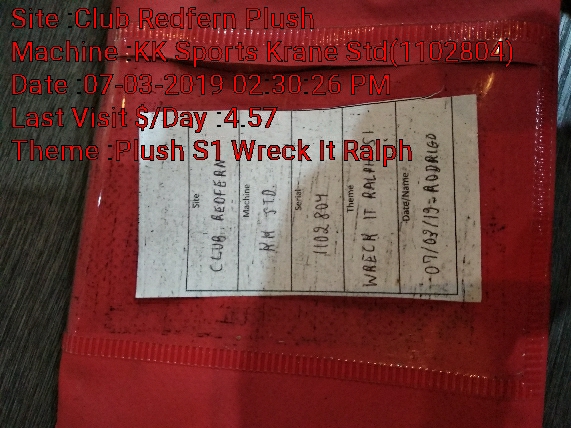 Site :Club Redfern Plush
Machine :KK Sports Krane Std(1102804)
Date :07-03-2019 02:30:26 PM
Last Visit $/Day :4.57
Theme :Plush S1 Wreck It Ralph
Site
CLUB REDFERN
Machine
STD.
Serial
1102804
Theme
WRECK IT RALPH
Date/Name
07/03/19 = RODRIGO